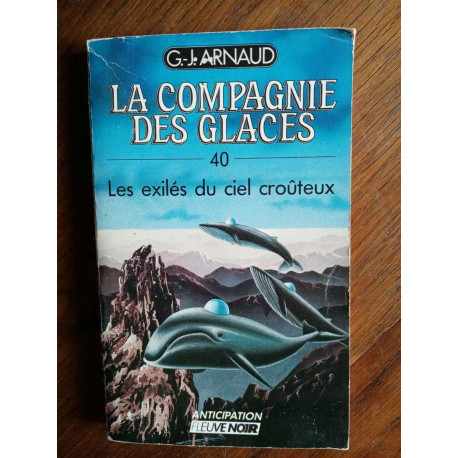 G.-J. ARNAUD
LA COMPAGNIE
DES GLACES
40
Les exilés du ciel croûteux
ANTICIPATION
FLEUVE NOIR